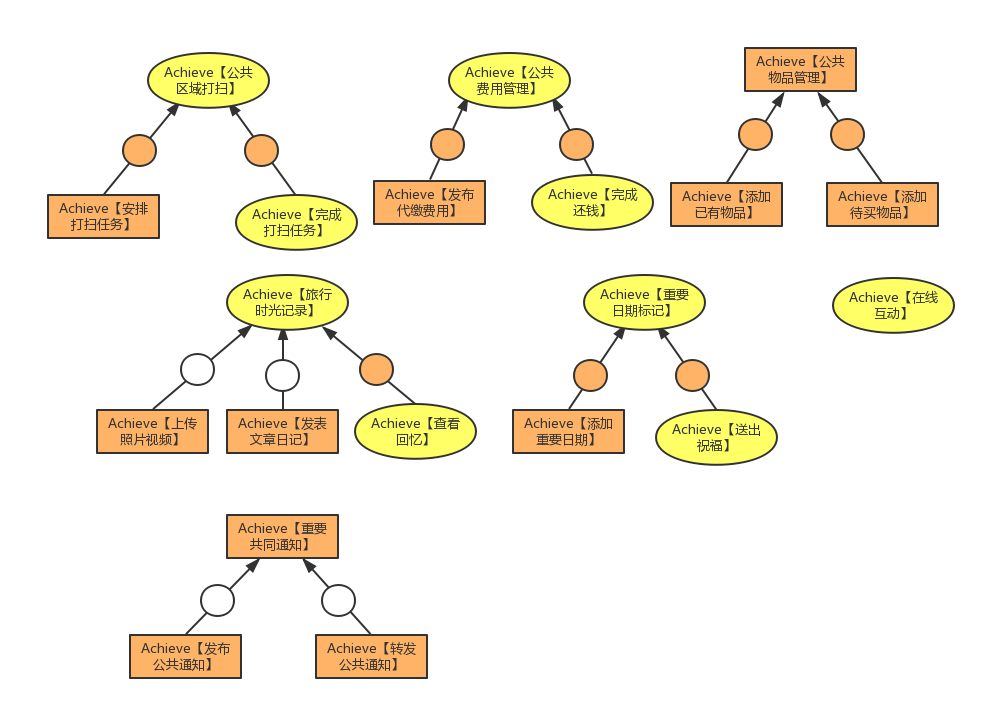 Achieve【公共
区域打扫】
Achieve【公共
费用管理】
Achieve【公共
物品管理】
Achieve【安排
打扫任务】
Achieve【完成
打扫任务】
Achieve【发布
代缴费用】
Achieve【完成
还钱】
Achieve【添加
已有物品】
Achieve【添加
待买物品】
Achieve【旅行
时光记录】
Achieve【重要
日期标记】
Achieve【在线
互动】
Achieve【上传
照片视频】
Achieve【发表
文章日记】
Achieve【查看
回忆】
Achieve【添加
重要日期】
Achieve【送出
祝福】
Achieve【重要
共同通知】
Achieve【发布
公共通知】
Achieve【转发
公共通知】